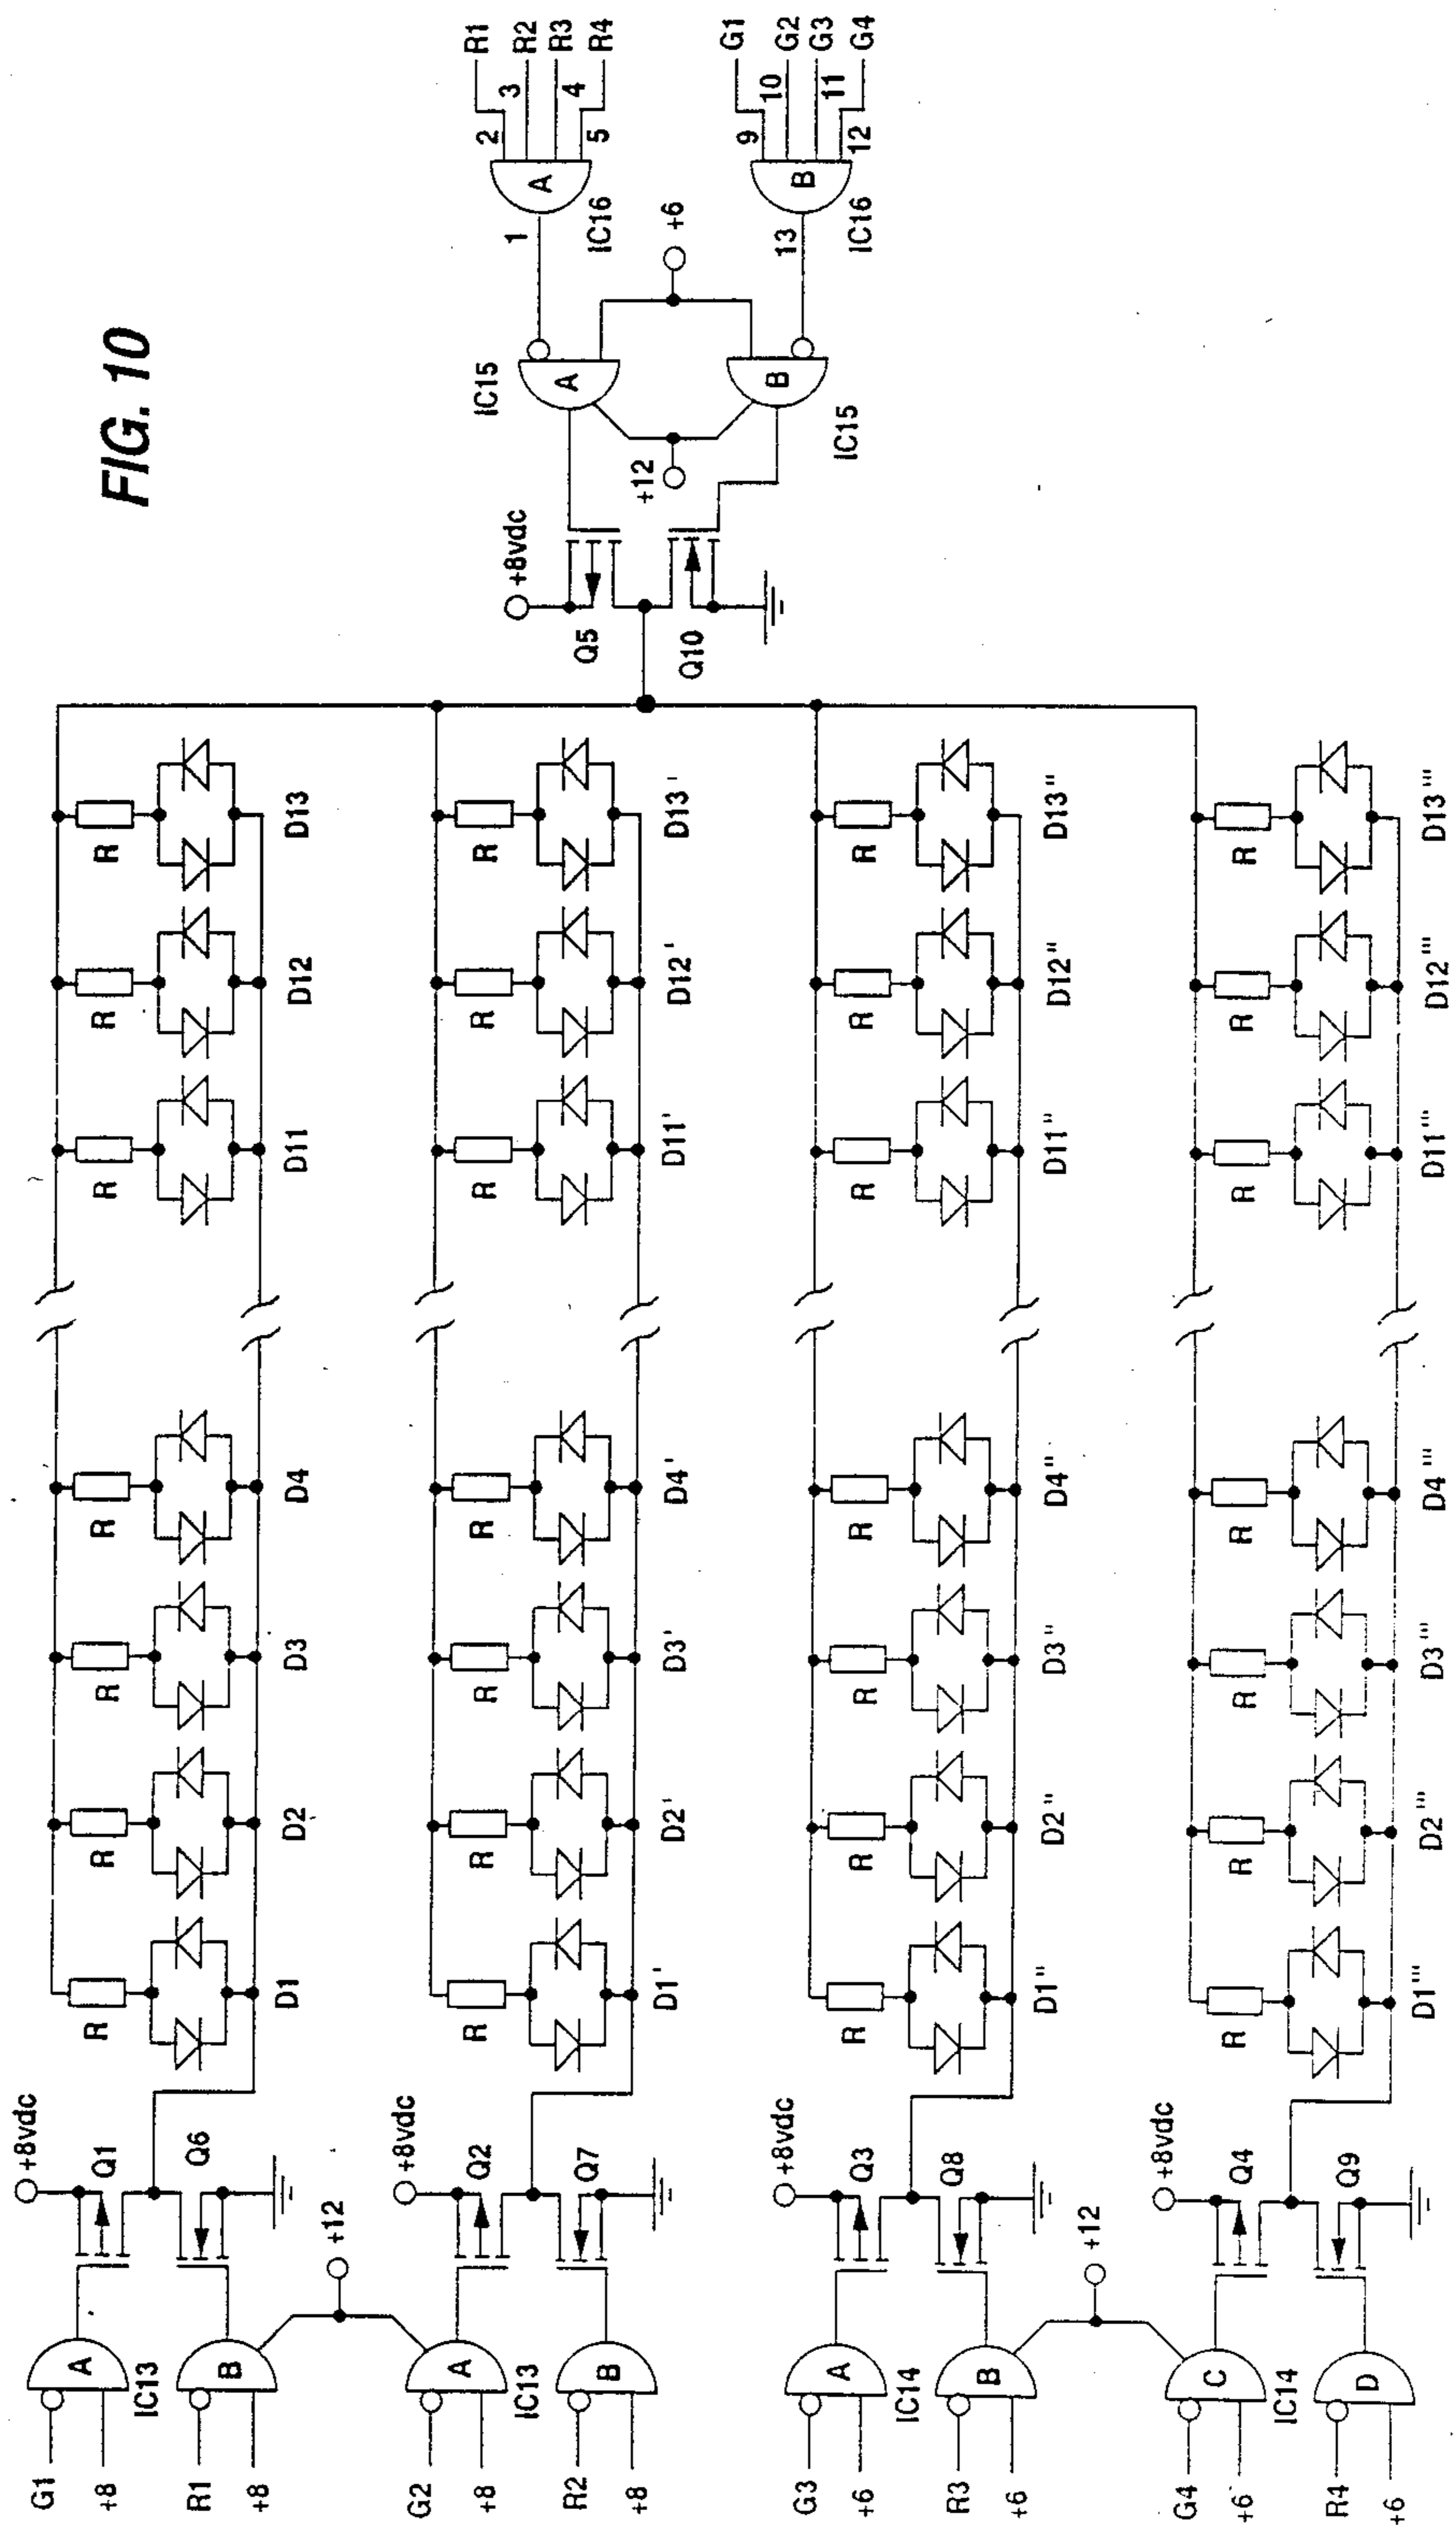 FIG. 10
R1
R2
R3
R4
2
3
4
5
A
IC16
1
G1
G2
G3
G4
9
10
11
12
B
IC16
13
+6
IC15
A
B
IC15
+12
+8vdc
Q5
Q10
G1
+8
A
IC13
R1
+8
B
+8vdc
Q1
Q6
+12
R
R
R
R
R
R
R
D1
D2
D3
D4
D11
D12
D13
G2
+8
A
IC13
R2
+8
B
+8vdc
Q2
Q7
R
R
R
R
R
R
R
D1'
D2'
D3'
D4'
D11'
D12'
D13'
G3
+6
A
IC14
R3
+6
B
+8vdc
Q3
Q8
+12
R
R
R
R
R
R
R
D1"
D2"
D3"
D4"
D11"
D12"
D13"
G4
+6
C
IC14
R4
+6
D
+8vdc
Q4
Q9
R
R
R
R
R
R
R
D1'''
D2'''
D3'''
D4'''
D11'''
D12'''
D13'''